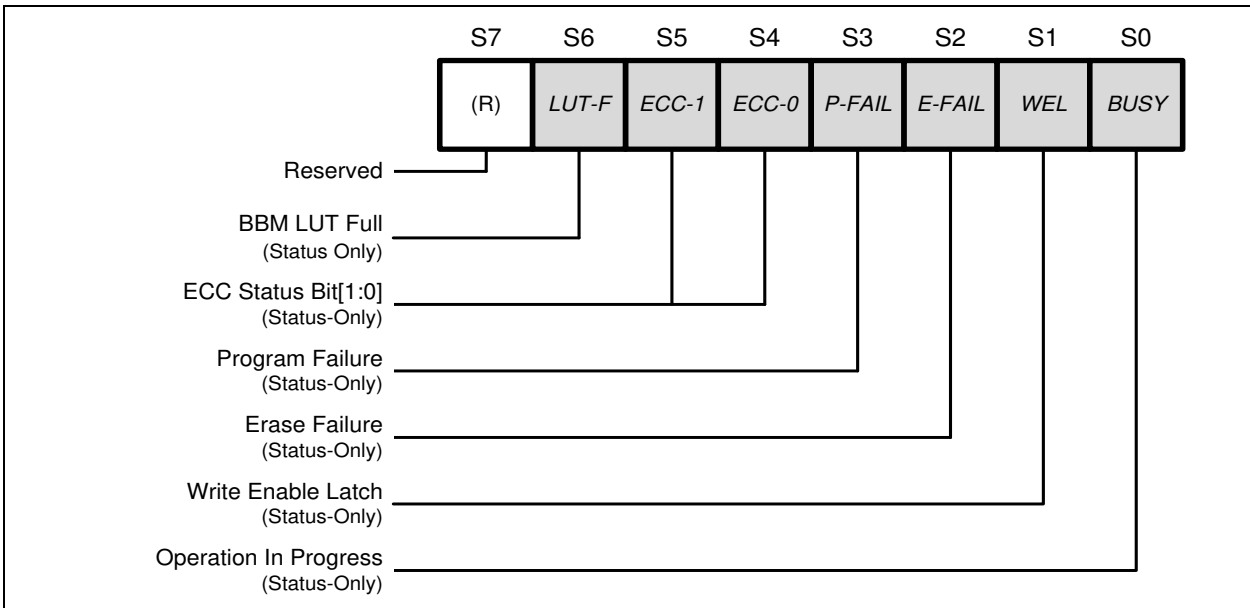 S7 S6 S5 S4 S3 S2 S1 S0
(R) LUT-F ECC-1 ECC-0 P-FAIL E-FAIL WEL BUSY
Reserved
BBM LUT Full
(Status Only)
ECC Status Bit[1:0]
(Status-Only)
Program Failure
(Status-Only)
Erase Failure
(Status-Only)
Write Enable Latch
(Status-Only)
Operation In Progress
(Status-Only)